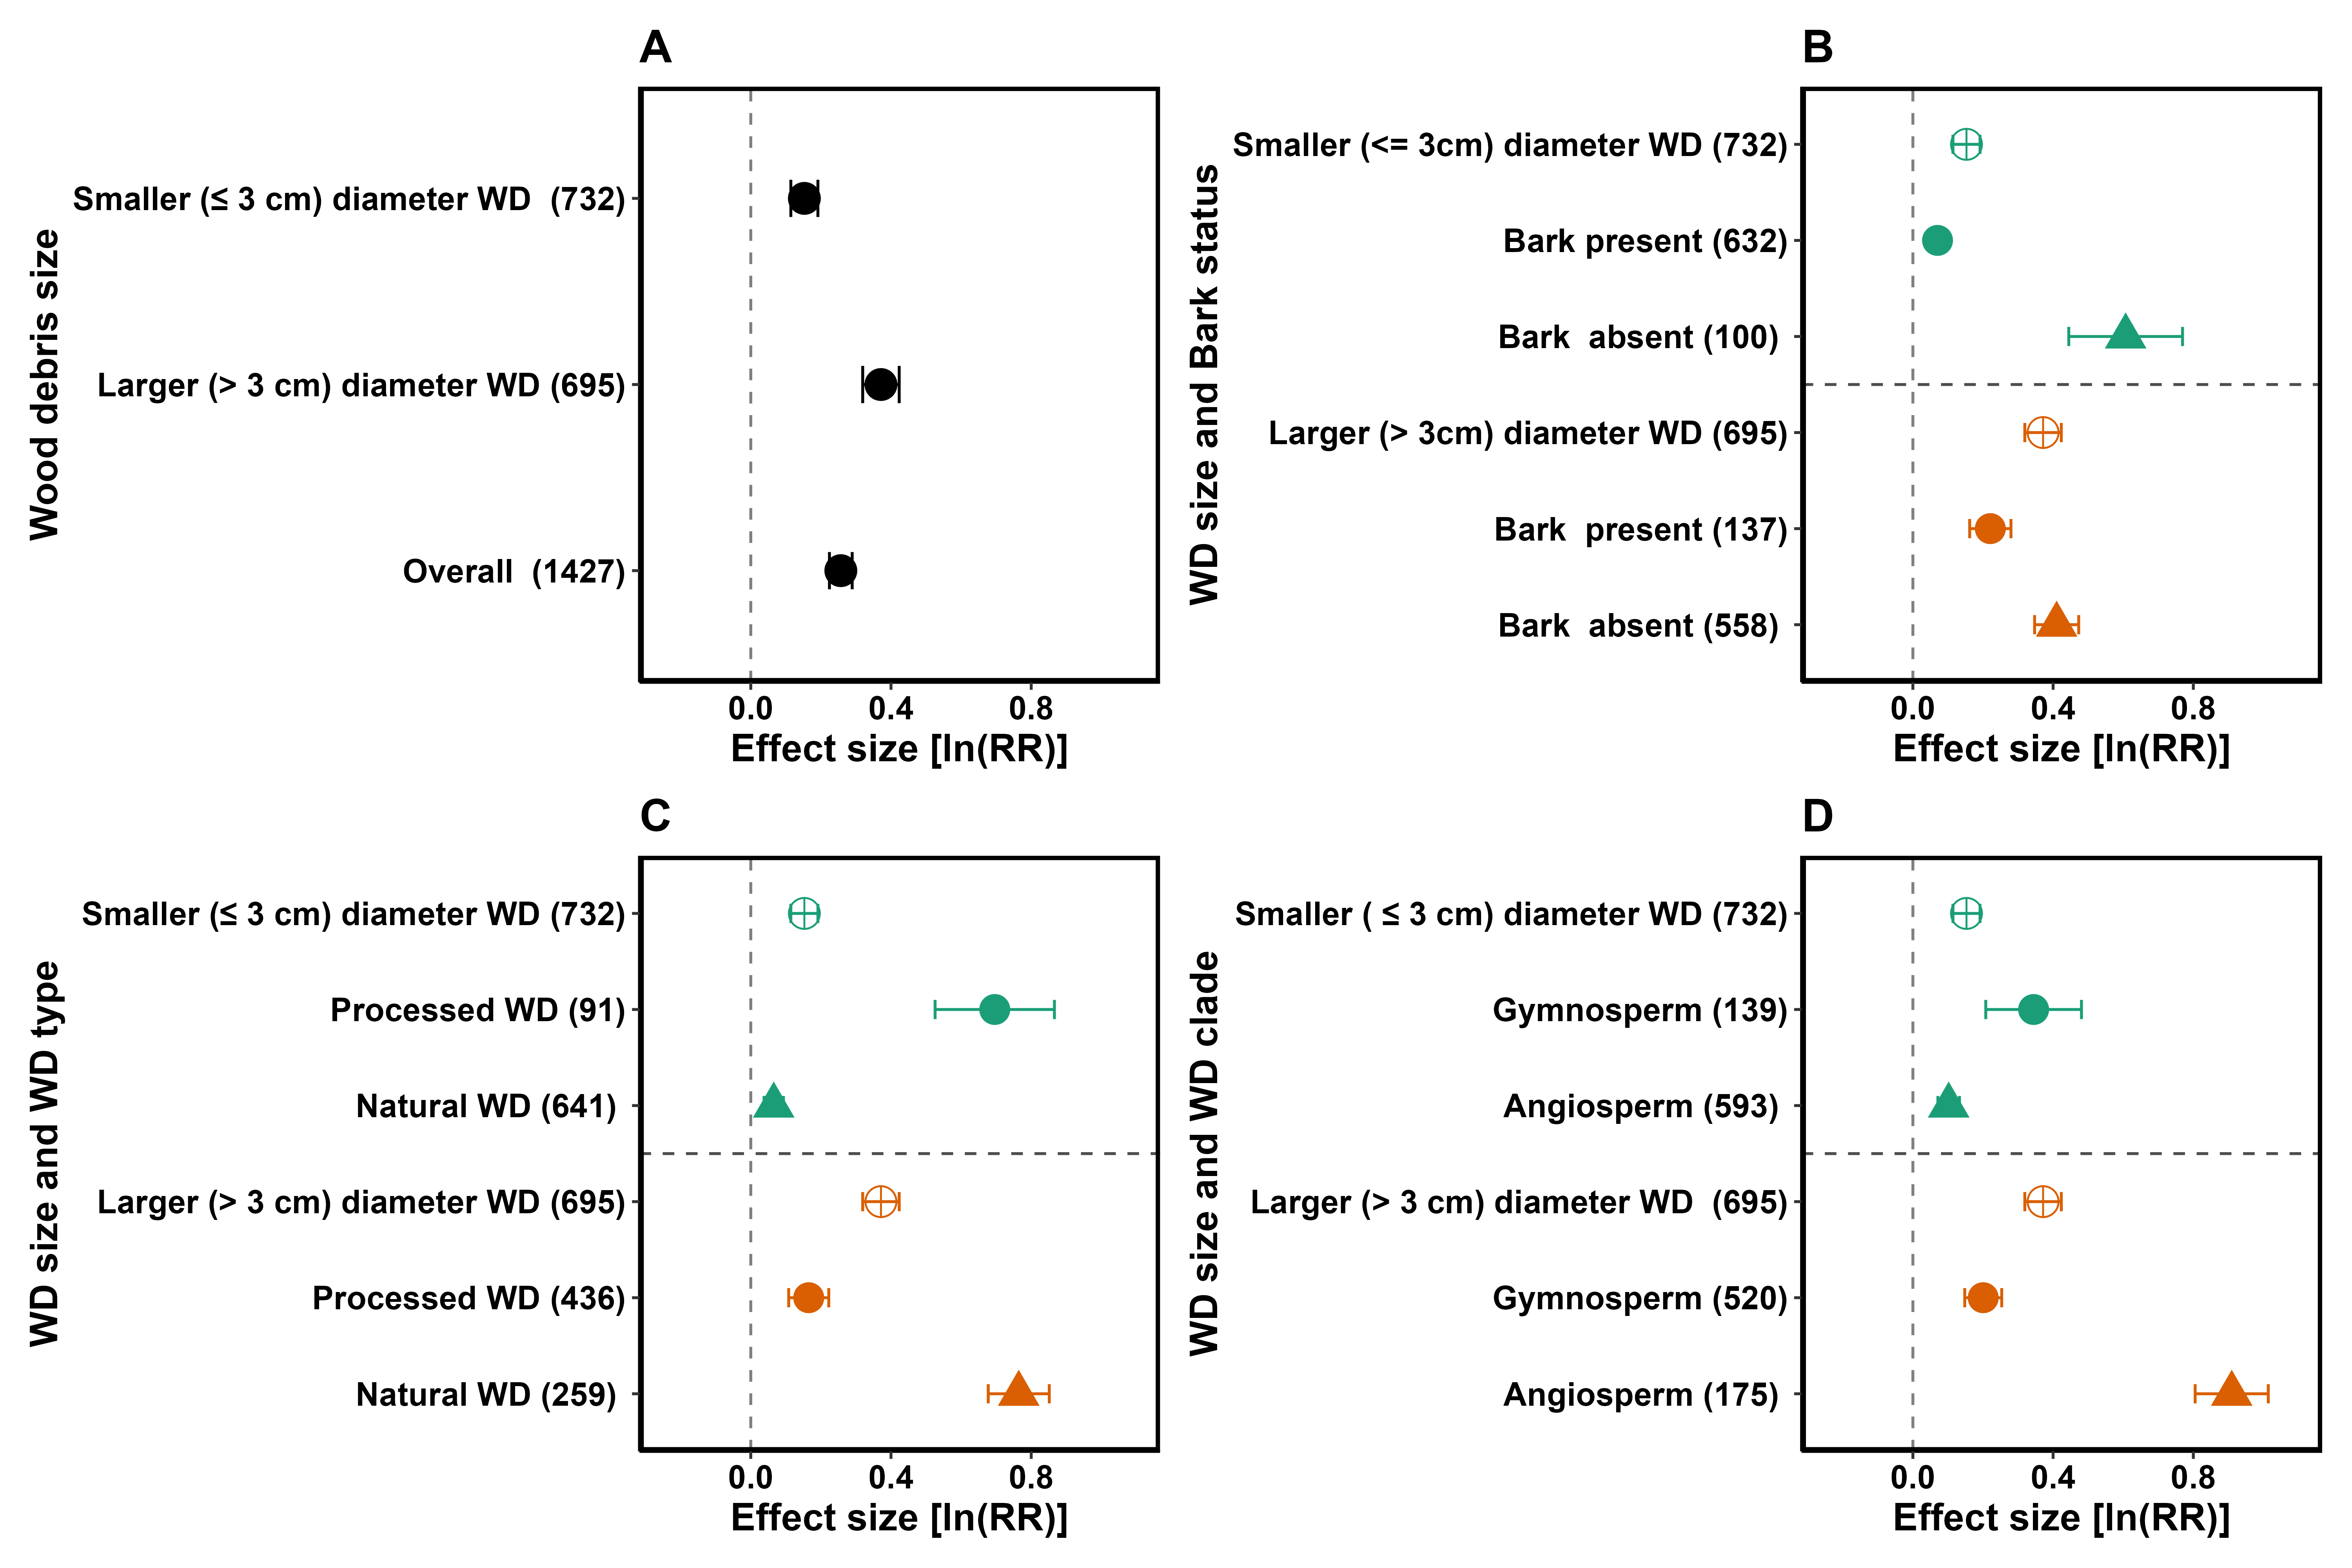 A
Wood debris size
Smaller (≤ 3 cm) diameter WD  (732)
Larger (> 3 cm) diameter WD (695)
Overall  (1427)
0.0 0.4 0.8
Effect size [ln(RR)]
B
WD size and Bark status
Smaller (<= 3cm) diameter WD (732)
Bark present (632)
Bark  absent (100)
Larger (> 3cm) diameter WD (695)
Bark  present (137)
Bark  absent (558)
0.0 0.4 0.8
Effect size [ln(RR)]
C
WD size and WD type
Smaller (≤ 3 cm) diameter WD (732)
Processed WD (91)
Natural WD (641)
Larger (> 3 cm) diameter WD (695)
Processed WD (436)
Natural WD (259)
0.0 0.4 0.8
Effect size [ln(RR)]
D
WD size and WD clade
Smaller ( ≤ 3 cm) diameter WD (732)
Gymnosperm (139)
Angiosperm (593)
Larger (> 3 cm) diameter WD  (695)
Gymnosperm (520)
Angiosperm (175)
0.0 0.4 0.8
Effect size [ln(RR)]